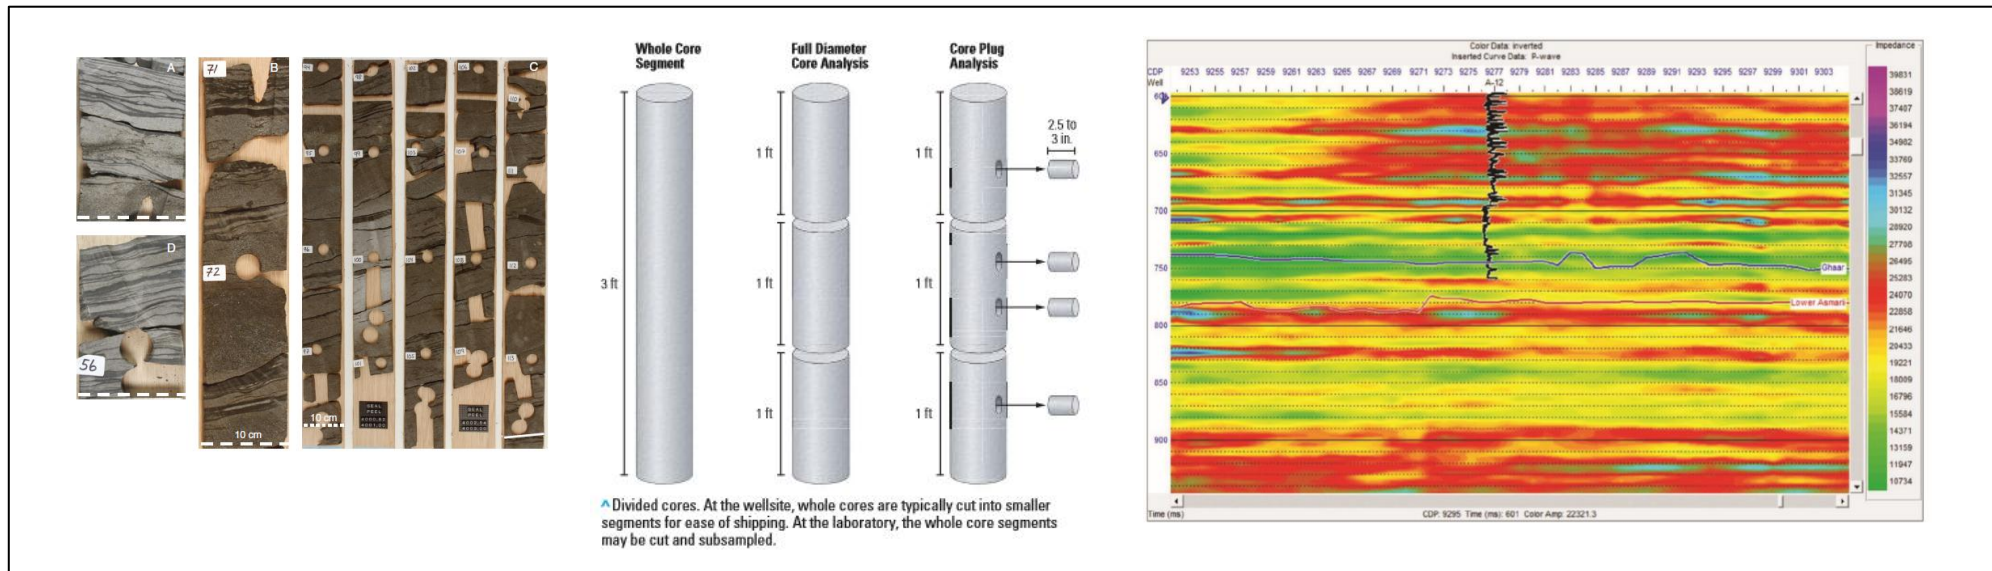 A
B
C
D
71
72
56
10 cm
10 cm
Whole Core
Segment
Full Diameter
Core Analysis
Core Plug
Analysis
3 ft
1 ft
1 ft
1 ft
1 ft
1 ft
1 ft
2.5 to
3 in.
^ Divided cores. At the wellsite, whole cores are typically cut into smaller
segments for ease of shipping. At the laboratory, the whole core segments
may be cut and subsampled.
Color Data: inverted
Inserted Curve Data: P-wave
CDP 9253 9255 9257 9259 9261 9263 9265 9267 9269 9271 9273 9275 9277 9279 9281 9283 9285 9287 9289 9291 9293 9295 9297 9299 9301 9303
Well A-12
650
700
750
800
850
900
Ghaar
Lower Asmari
Time (ms)
CDP: 9295 Time (ms): 601 Color Amp: 22321.3
Impedance
39831
38619
37407
36194
34982
33769
32557
31345
30132
28920
27708
26495
25283
24070
22858
21646
20433
19221
18009
16796
15584
14371
13159
11947
10734